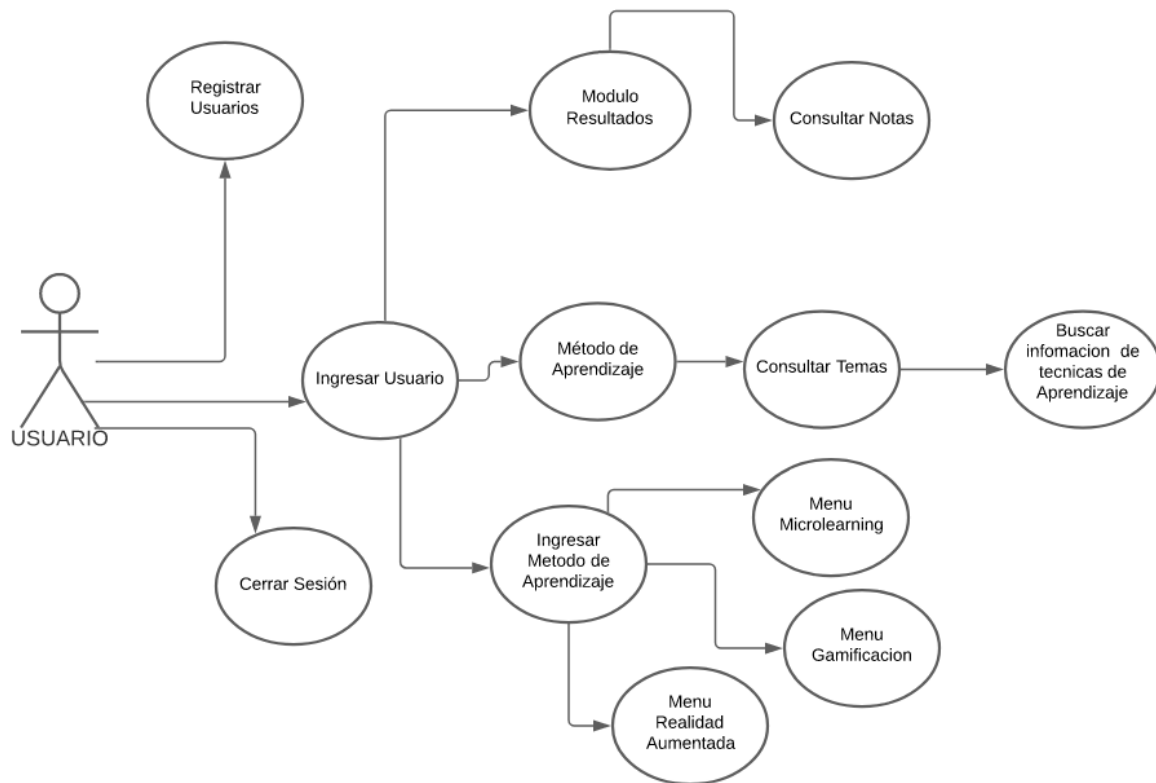 Registrar
Usuarios
Modulo
Resultados
Consultar Notas
USUARIO
Ingresar Usuario
Método de
Aprendizaje
Consultar Temas
Buscar
infomacion de
tecnicas de
Aprendizaje
Cerrar Sesión
Ingresar
Metodo de
Aprendizaje
Menu
Microlearning
Menu
Gamificacion
Menu
Realidad
Aumentada